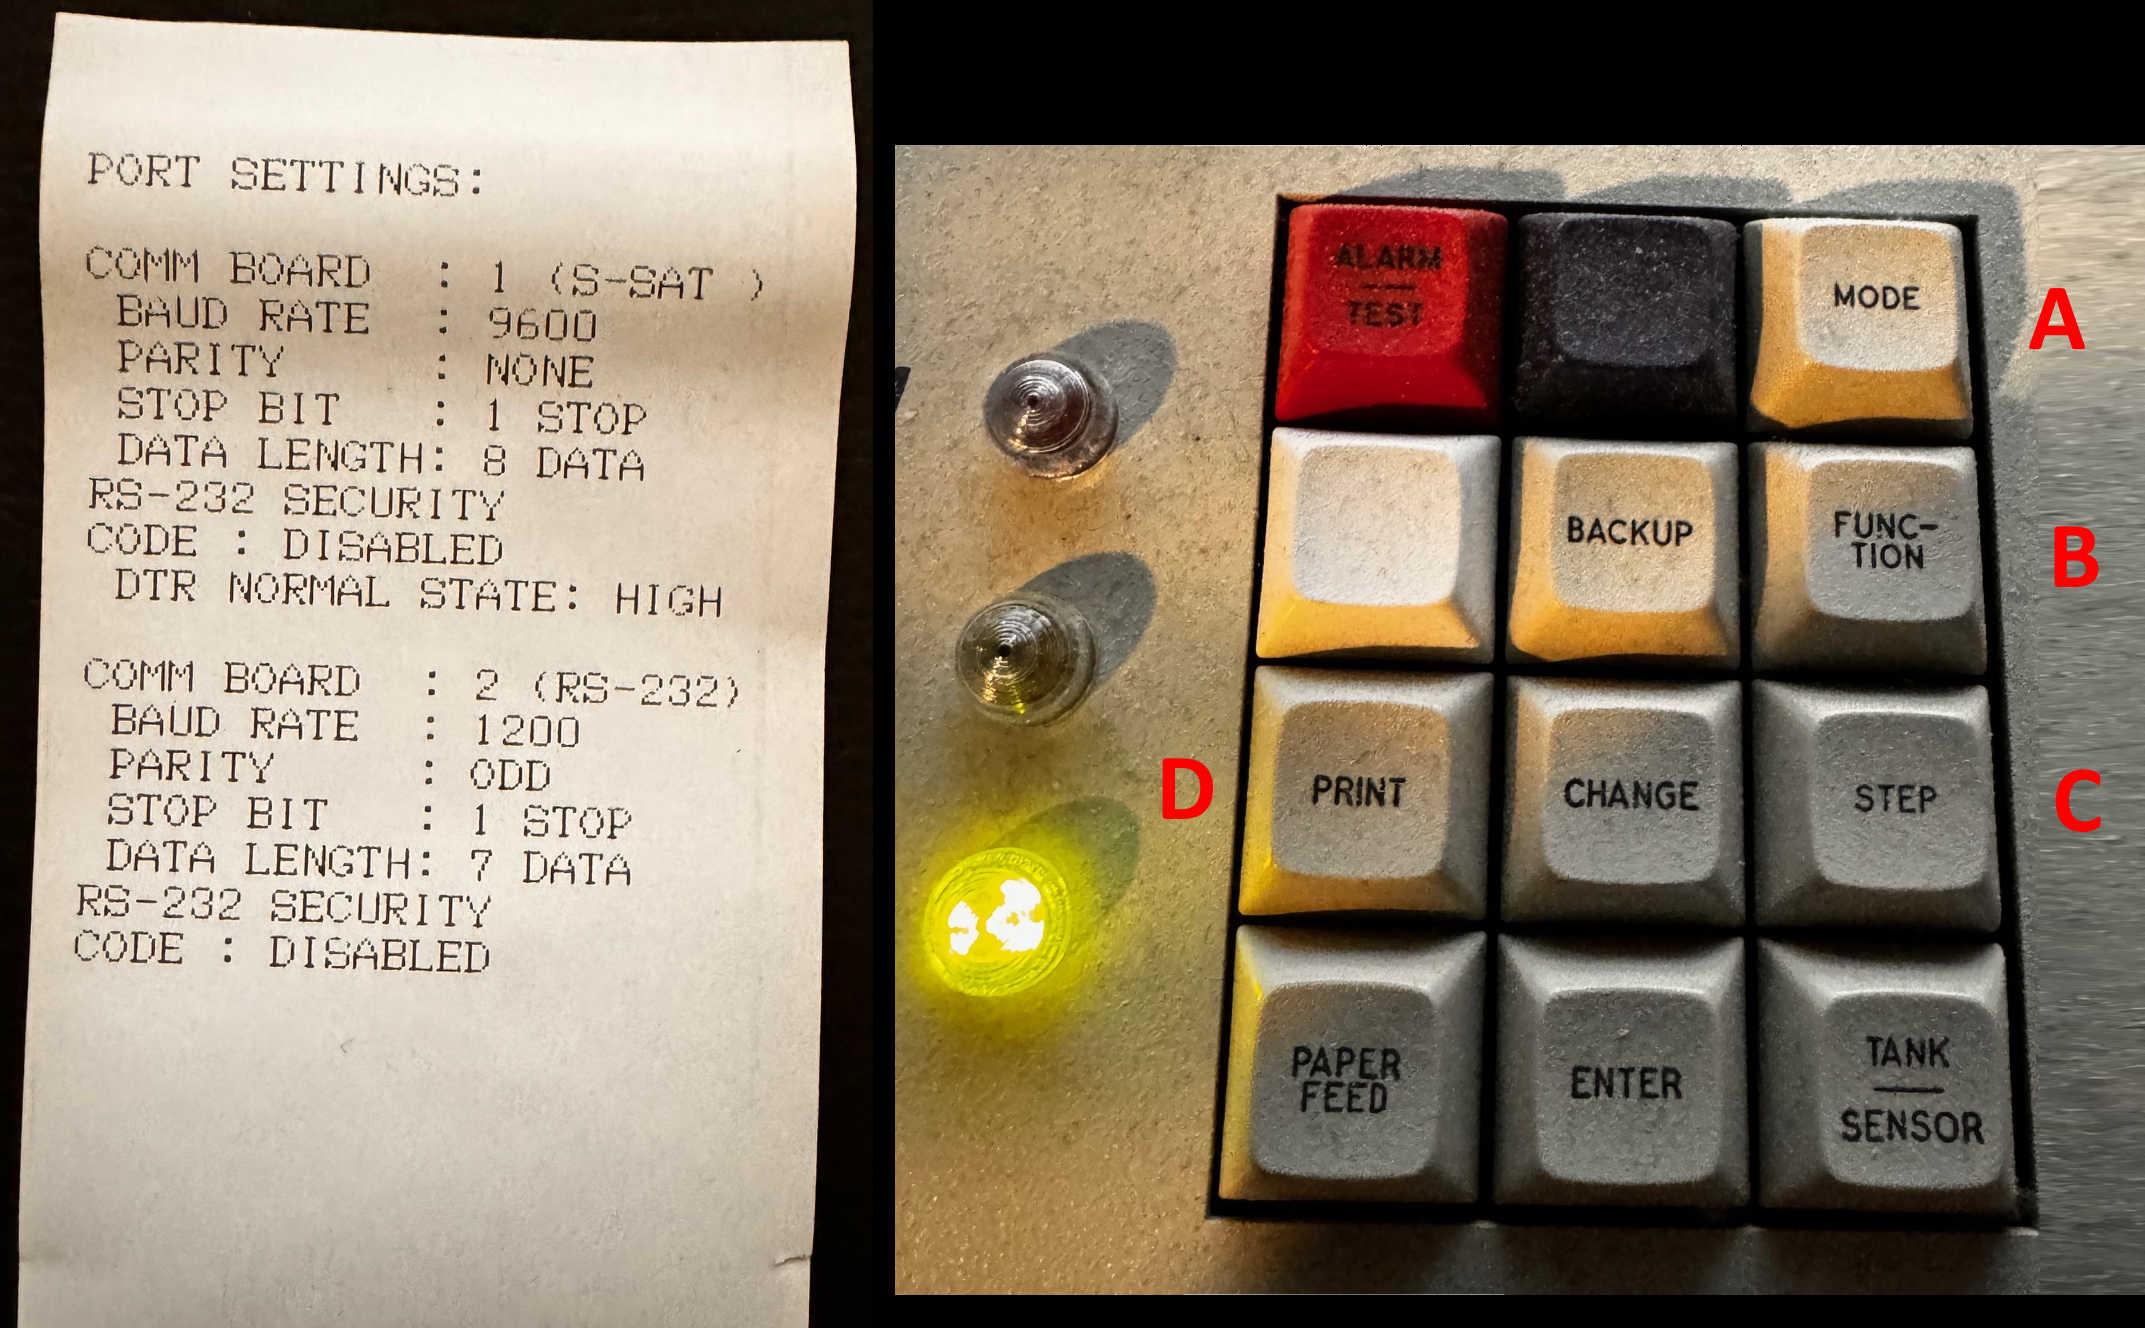 PORT SETTINGS:
COMM BOARD : 1 (S-SAT )
BAUD RATE : 9600
PARITY : NONE
STOP BIT : 1 STOP
DATA LENGTH: 8 DATA
RS-232 SECURITY
CODE : DISABLED
DTR NORMAL STATE: HIGH
COMM BOARD : 2 (RS-232)
BAUD RATE : 1200
PARITY : ODD
STOP BIT : 1 STOP
DATA LENGTH: 7 DATA
RS-232 SECURITY
CODE : DISABLED
ALARM
TEST
MODE
A
BACKUP
FUNC-
TION
B
D
PRINT
CHANGE
STEP
C
PAPER
FEED
ENTER
TANK
SENSOR